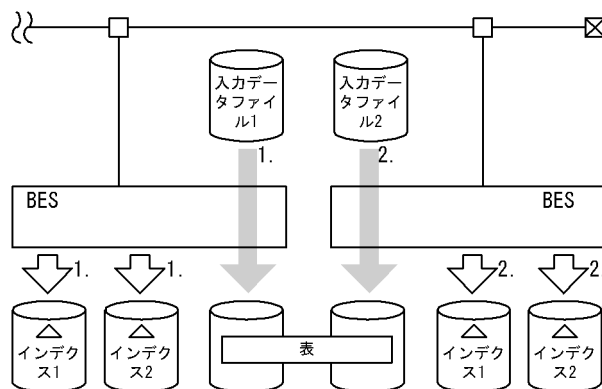 入力デー
タファイ
ル1
入力デー
タファイ
ル2
1.
2.
BES
BES
1.
1.
2.
2
インデク
ス1
インデク
ス2
表
インデク
ス1
インデク
ス2